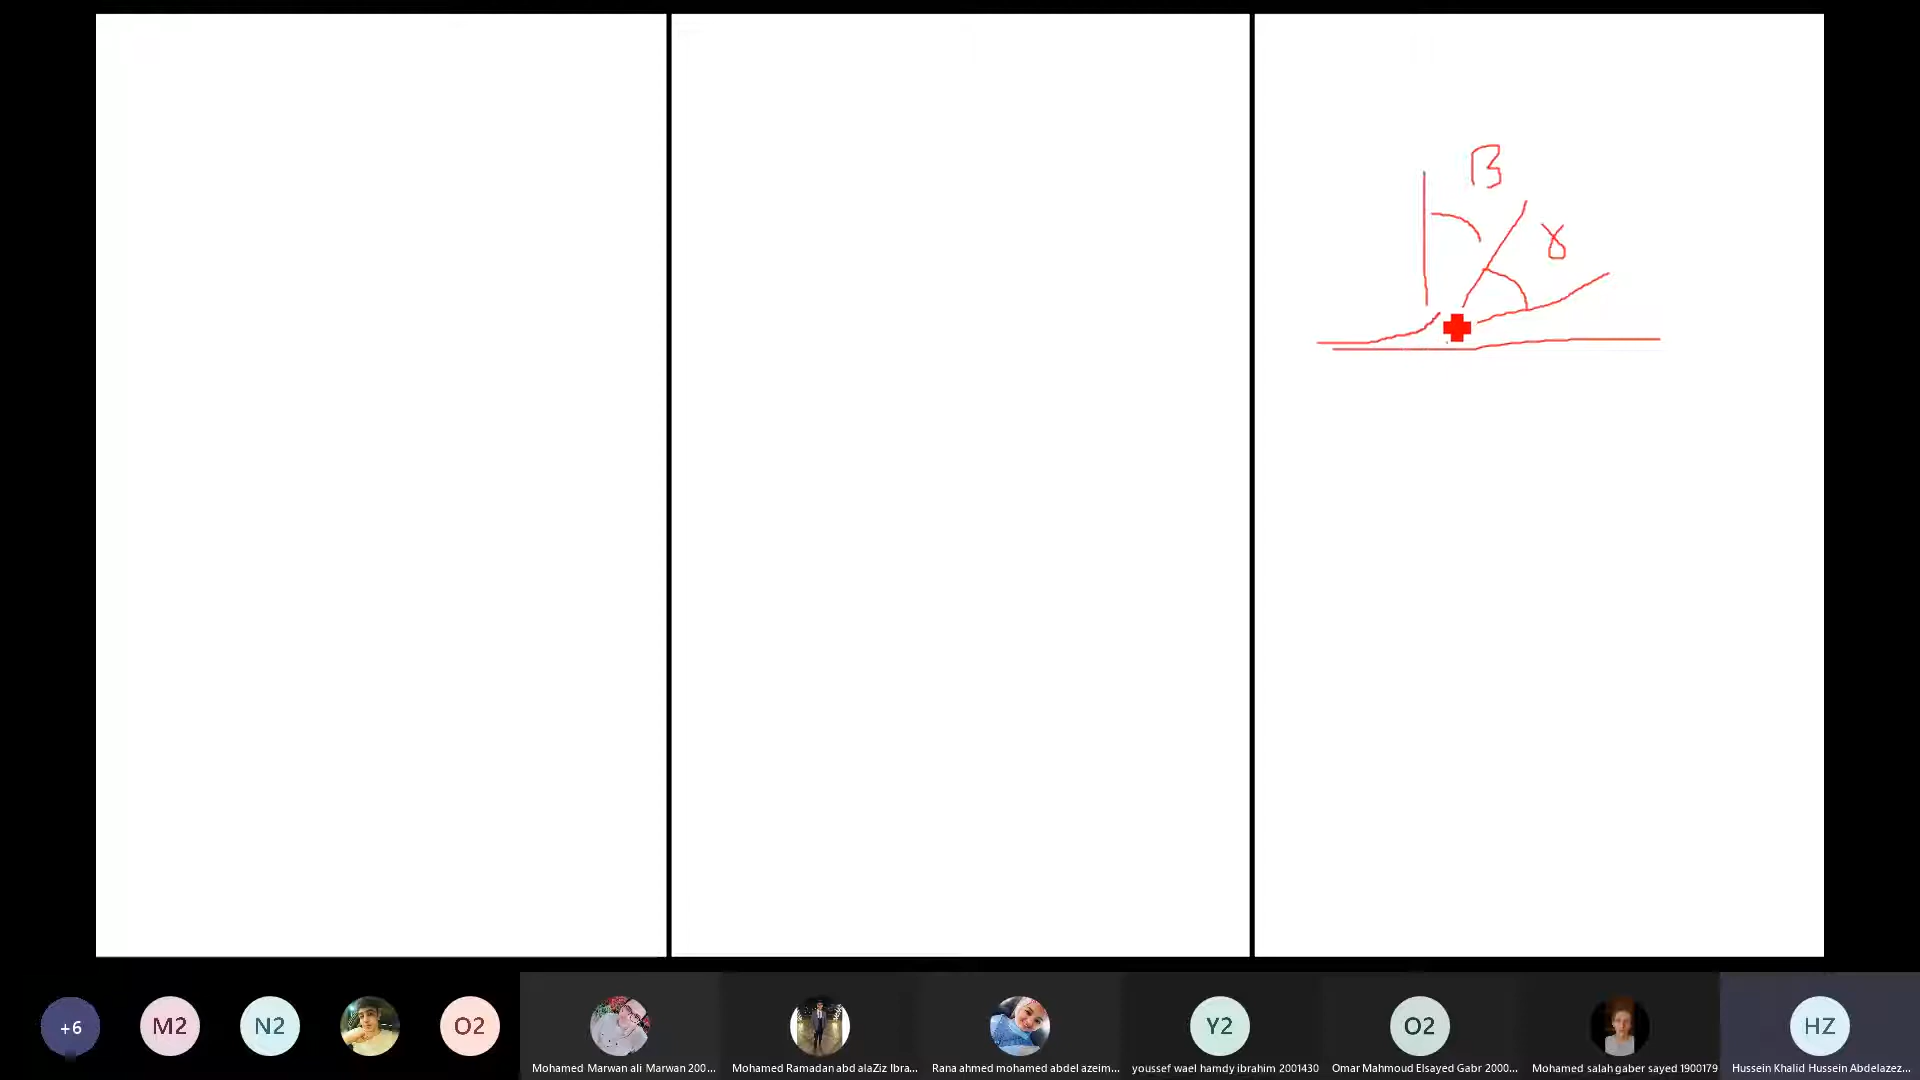 β
γ
+6
M2
N2
O2
Mohamed Marwan ali Marwan 200...
Mohamed Ramadan abd alaZiz Ibra...
Rana ahmed mohamed abdel azeim...
Y2
youssef wael hamdy ibrahim 2001430
O2
Omar Mahmoud Elsayed Gabr 2000...
Mohamed salah gaber sayed 1900179
HZ
Hussein Khalid Hussein Abdelazez...